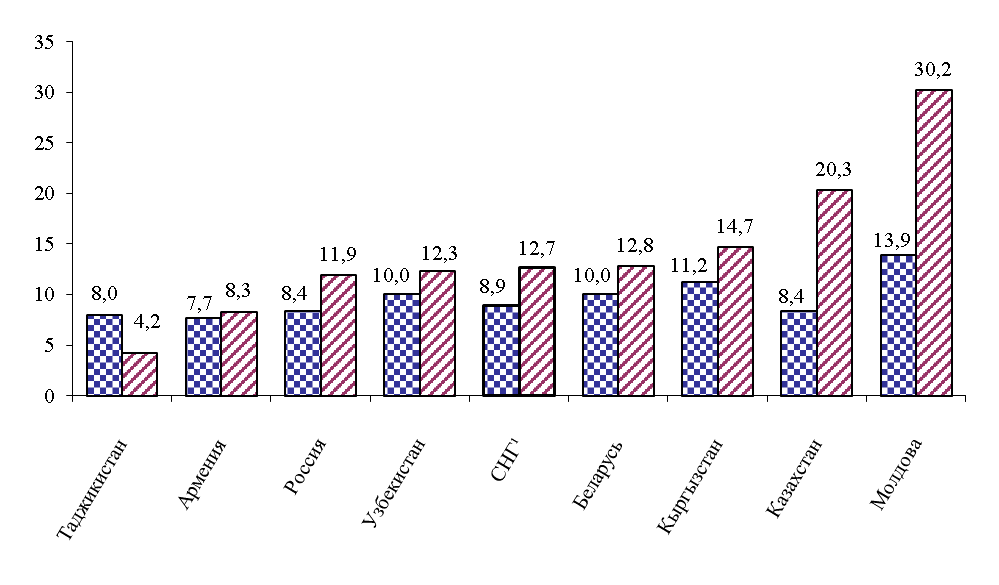 35
30
25
20
15
10
5
0
8,0
4,2
7,7
8,3
8,4
11,9
10,0
12,3
8,9
12,7
10,0
12,8
11,2
14,7
8,4
20,3
13,9
30,2
Таджикистан
Армения
Россия
Узбекистан
СНГ¹
Беларусь
Кыргызстан
Казахстан
Молдова